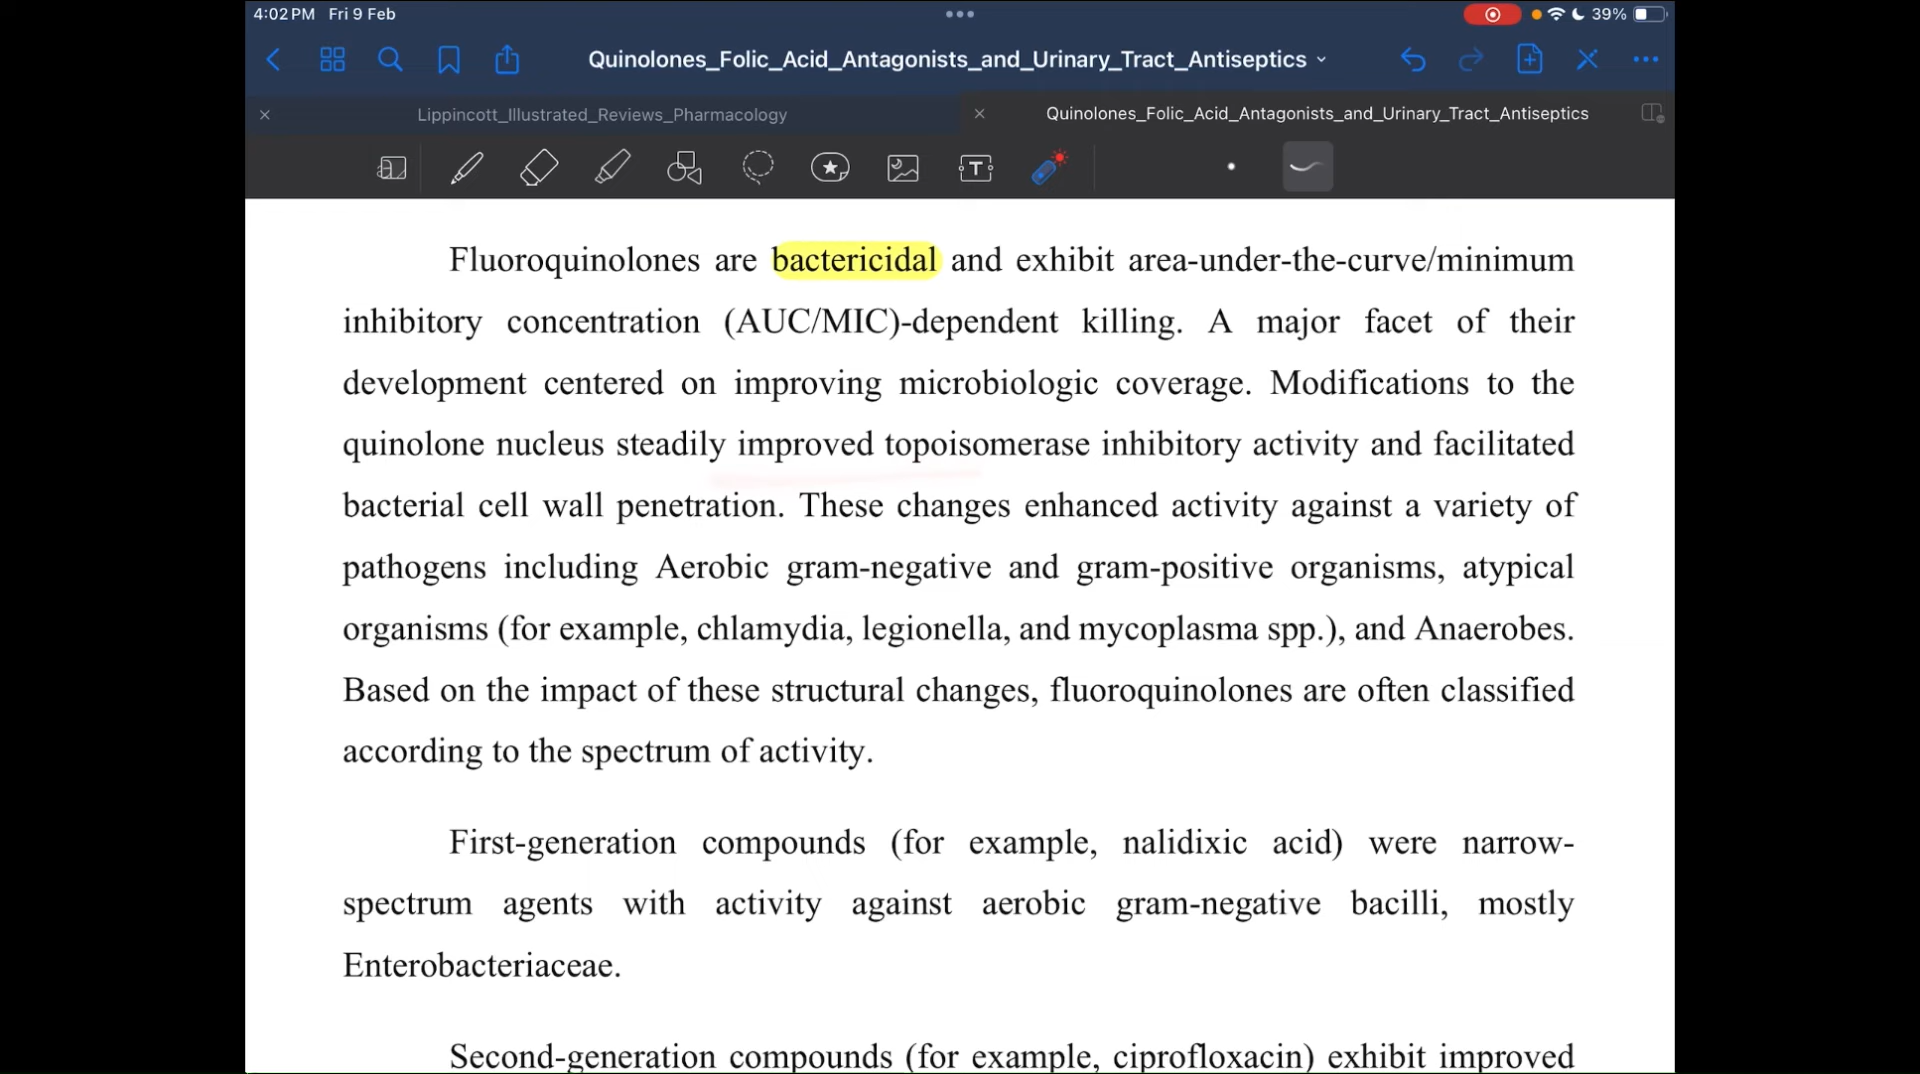 4:02 PM Fri 9 Feb
39%
Quinolones_Folic_Acid_Antagonists_and_Urinary_Tract_Antiseptics
Lippincott_Illustrated_Reviews_Pharmacology
Quinolones_Folic_Acid_Antagonists_and_Urinary_Tract_Antiseptics
T
Fluoroquinolones are bactericidal and exhibit area-under-the-curve/minimum
inhibitory concentration (AUC/MIC)-dependent killing. A major facet of their
development centered on improving microbiologic coverage. Modifications to the
quinolone nucleus steadily improved topoisomerase inhibitory activity and facilitated
bacterial cell wall penetration. These changes enhanced activity against a variety of
pathogens including Aerobic gram-negative and gram-positive organisms, atypical
organisms (for example, chlamydia, legionella, and mycoplasma spp.), and Anaerobes.
Based on the impact of these structural changes, fluoroquinolones are often classified
according to the spectrum of activity.
First-generation compounds (for example, nalidixic acid) were narrow-
spectrum agents with activity against aerobic gram-negative bacilli, mostly
Enterobacteriaceae.
Second-generation compounds (for example, ciprofloxacin) exhibit improved